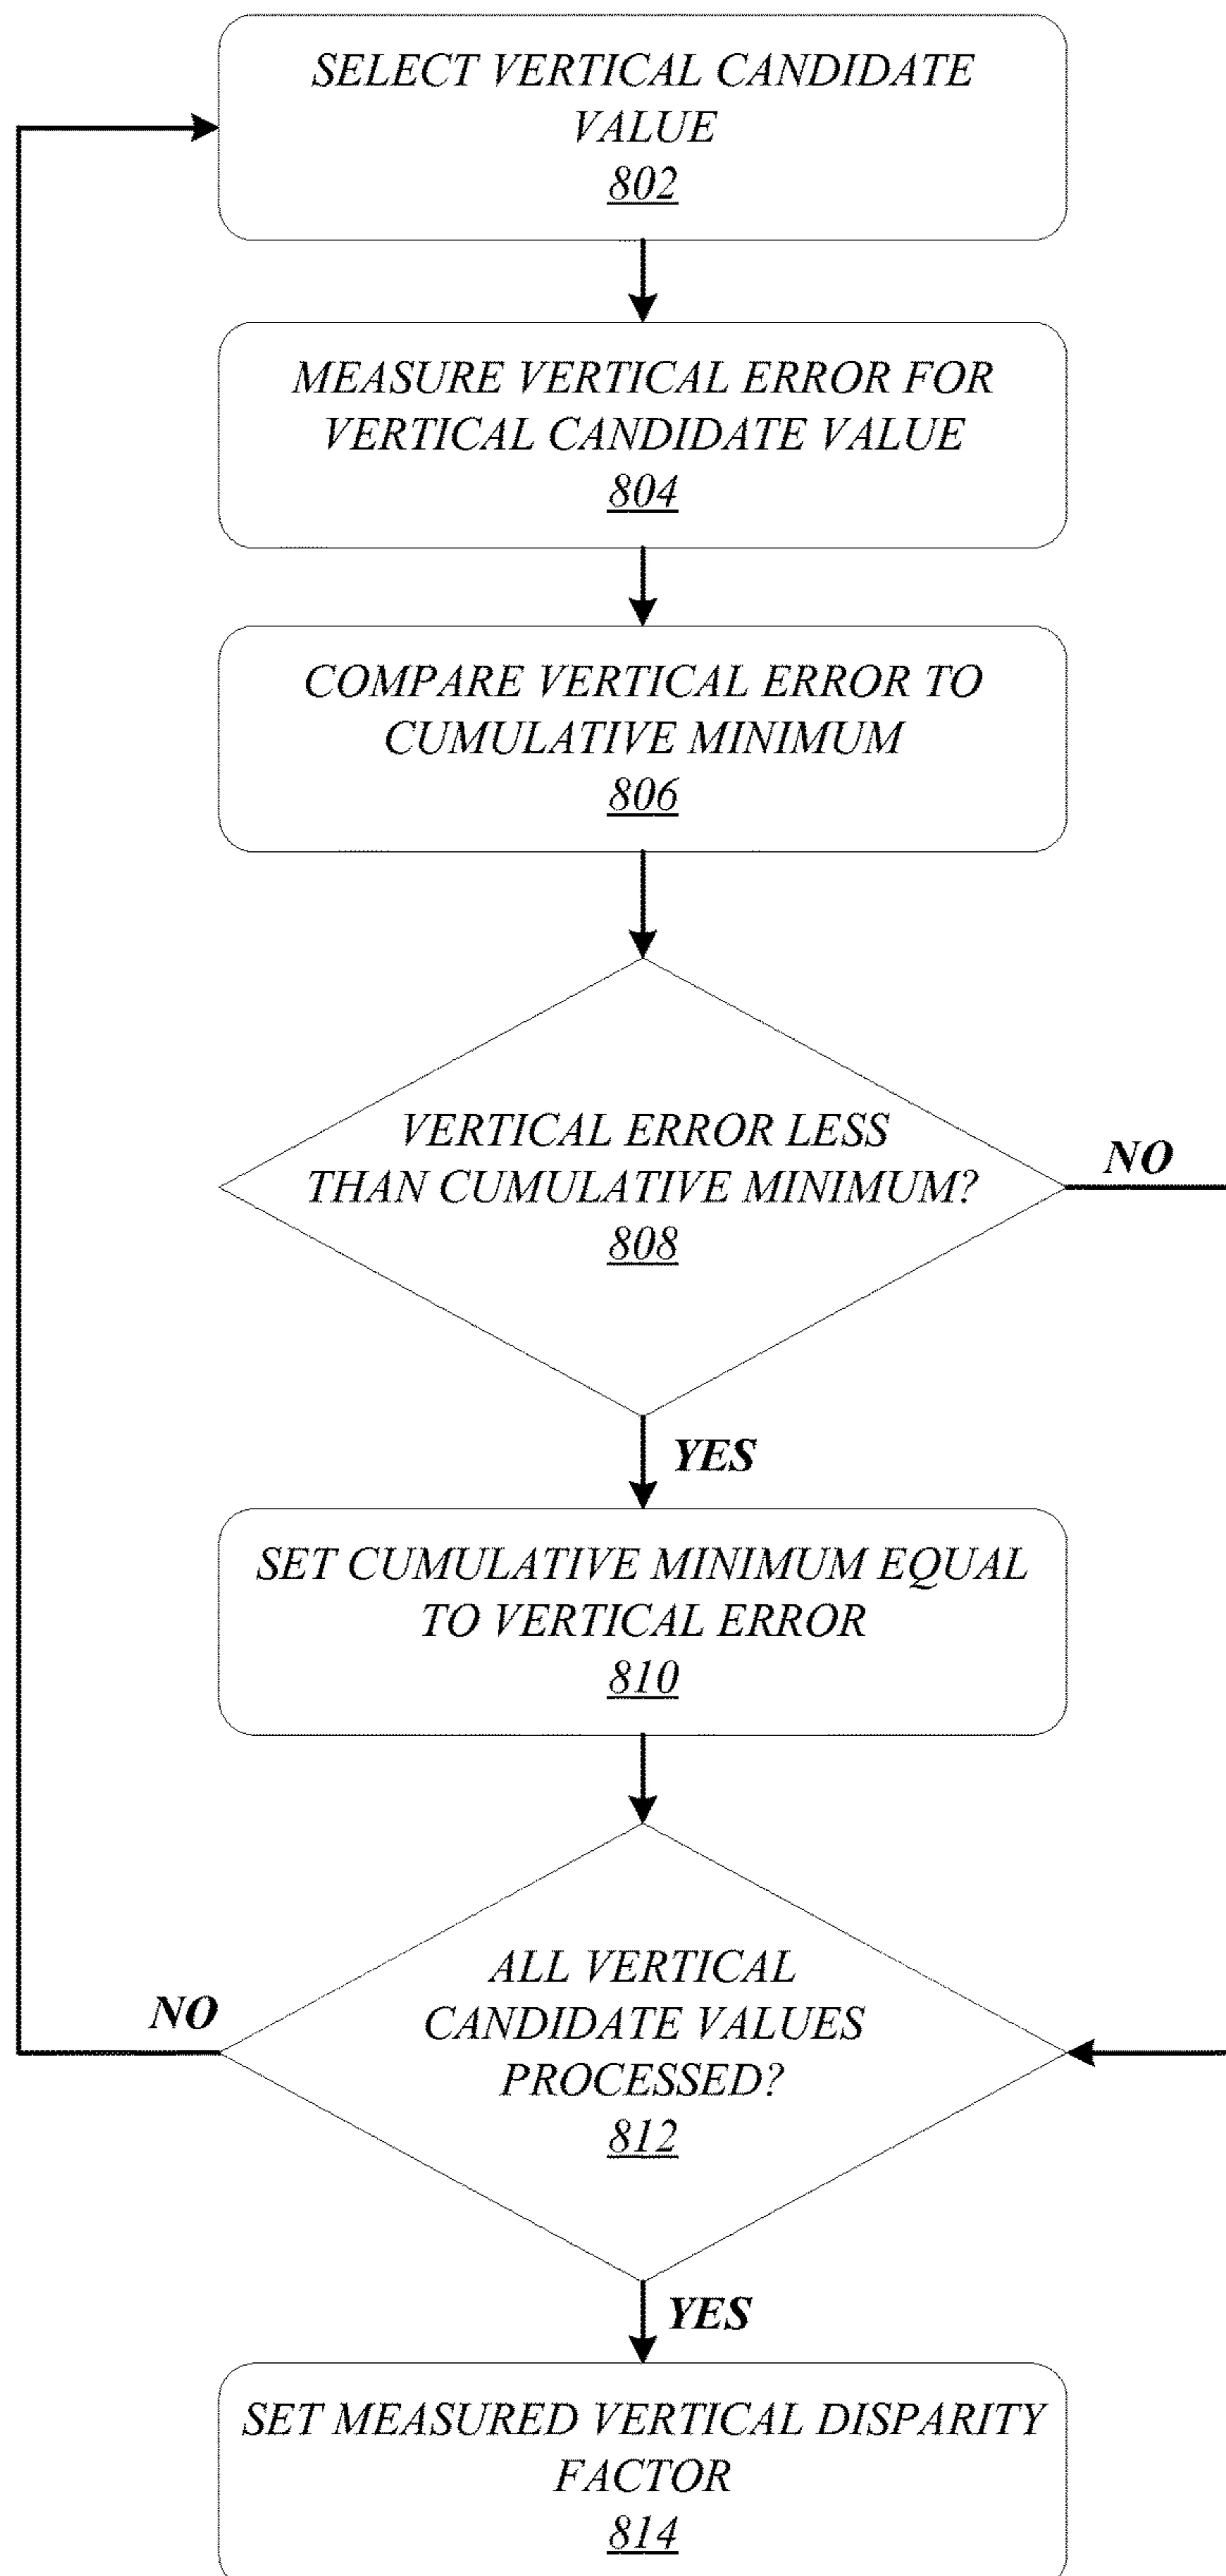 SELECT VERTICAL CANDIDATE
VALUE
802
MEASURE VERTICAL ERROR FOR
VERTICAL CANDIDATE VALUE
804
COMPARE VERTICAL ERROR TO
CUMULATIVE MINIMUM
806
VERTICAL ERROR LESS
THAN CUMULATIVE MINIMUM?
808
NO
YES
SET CUMULATIVE MINIMUM EQUAL
TO VERTICAL ERROR
810
ALL VERTICAL
CANDIDATE VALUES
PROCESSED?
812
NO
YES
SET MEASURED VERTICAL DISPARITY
FACTOR
814